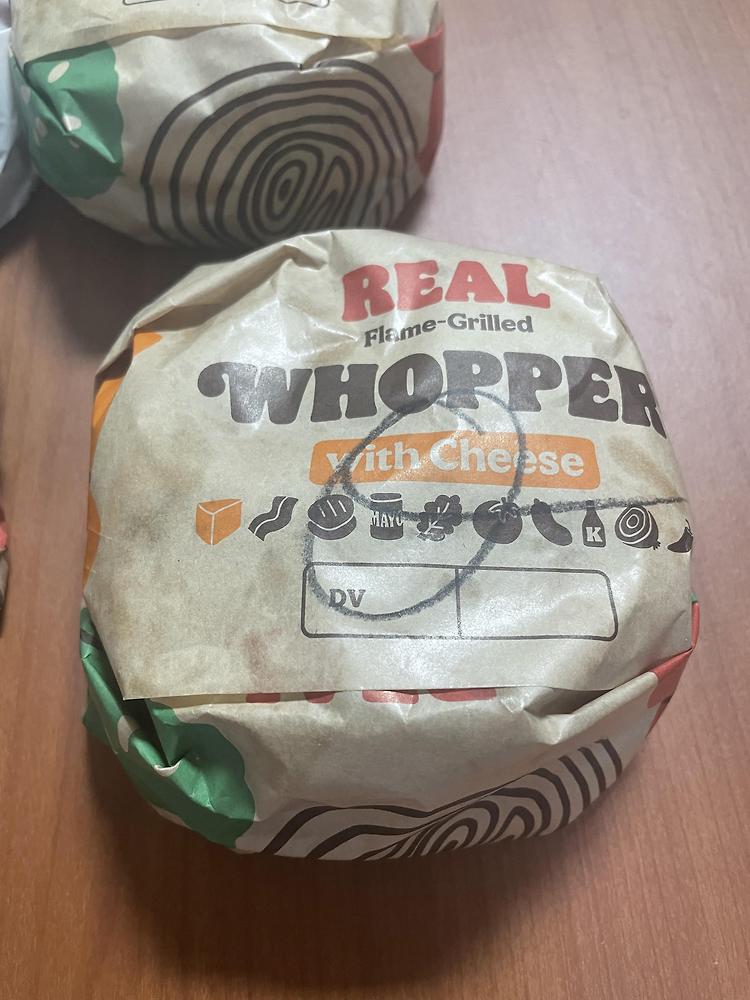 REAL
Flame-Grilled
WHOPPER
with Cheese
MAYO K
DV